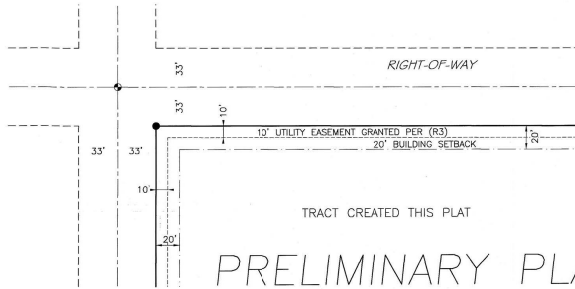 33'
RIGHT-OF-WAY
33'
10'
10' UTILITY EASEMENT GRANTED PER (R3)
20'
20' BUILDING SETBACK
33' 33'
10'
TRACT CREATED THIS PLAT
20'
PRELIMINARY